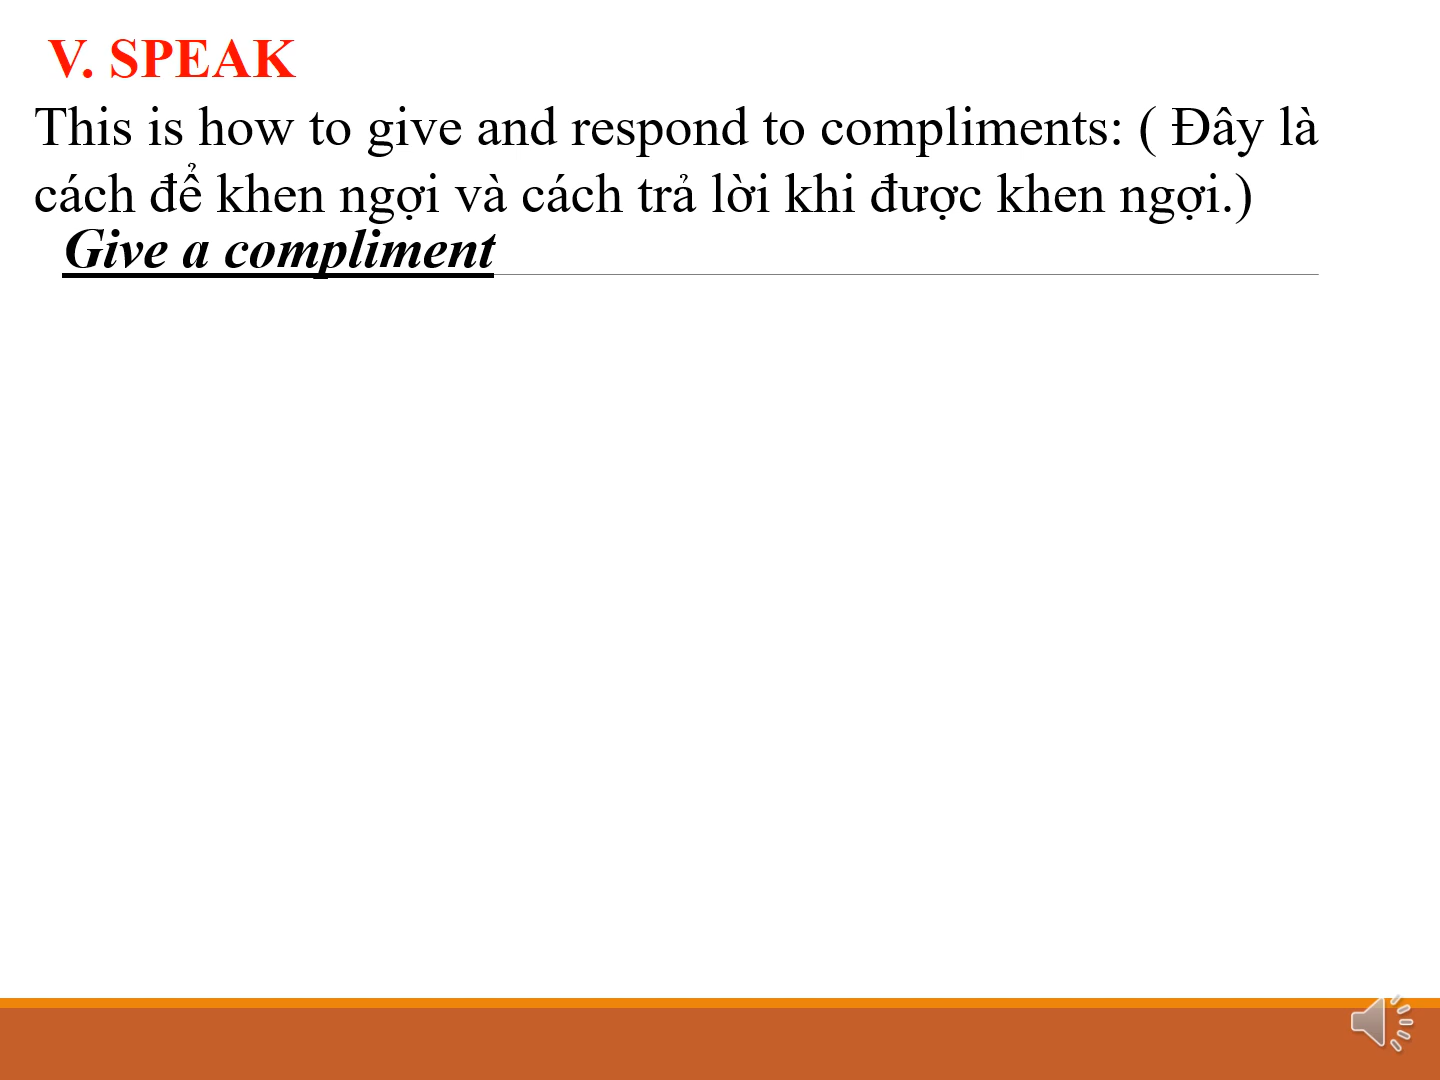 V. SPEAK
This is how to give and respond to compliments: ( Đây là
cách để khen ngợi và cách trả lời khi được khen ngợi.)
Give a compliment